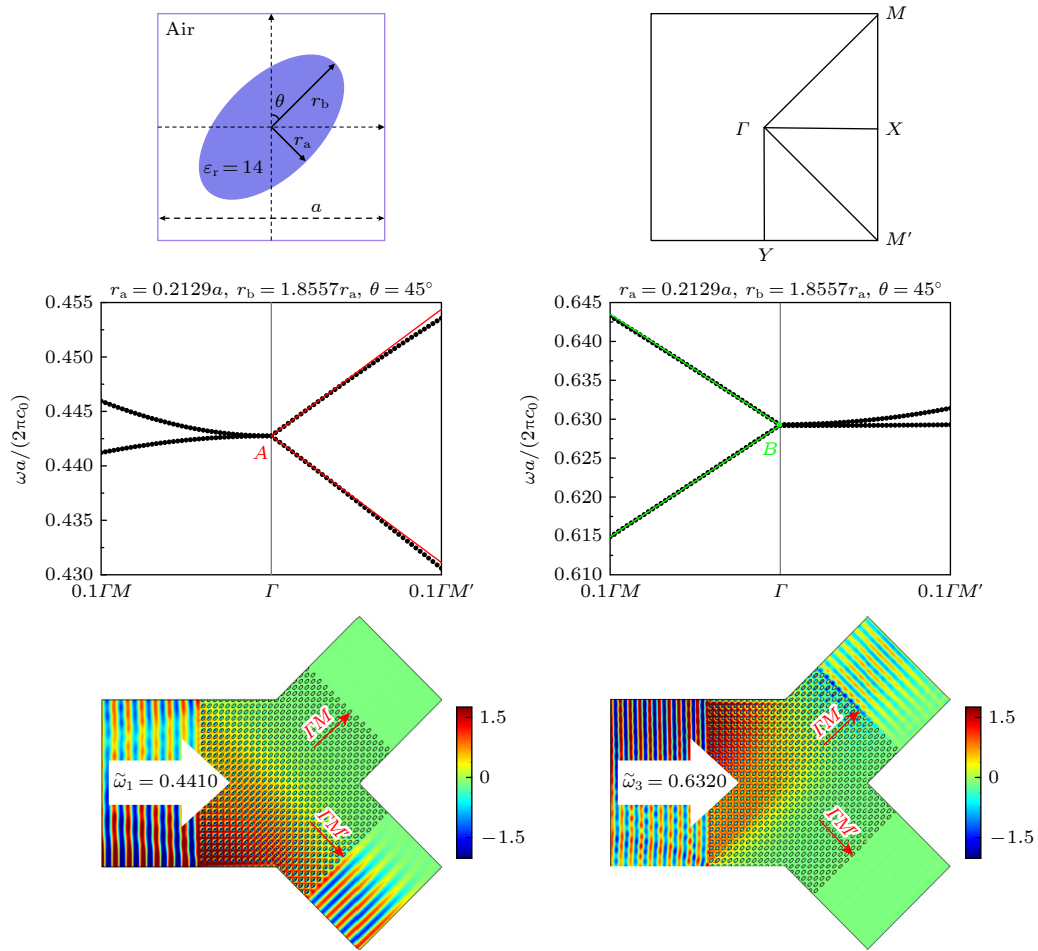 Air
θ
r_b
r_a
ε_r = 14
a
M
Γ
X
M′
Y
r_a = 0.2129a, r_b = 1.8557r_a, θ = 45°
0.455
0.450
0.445
0.440
0.435
0.430
ωa/(2πc_0)
A
0.1ΓM
Γ
0.1ΓM′
r_a = 0.2129a, r_b = 1.8557r_a, θ = 45°
0.645
0.640
0.635
0.630
0.625
0.620
0.615
0.610
ωa/(2πc_0)
B
0.1ΓM
Γ
0.1ΓM′
ΓM
ω̃_1 = 0.4410
ΓM′
1.5
0
−1.5
ΓM
ω̃_3 = 0.6320
ΓM′
1.5
0
−1.5